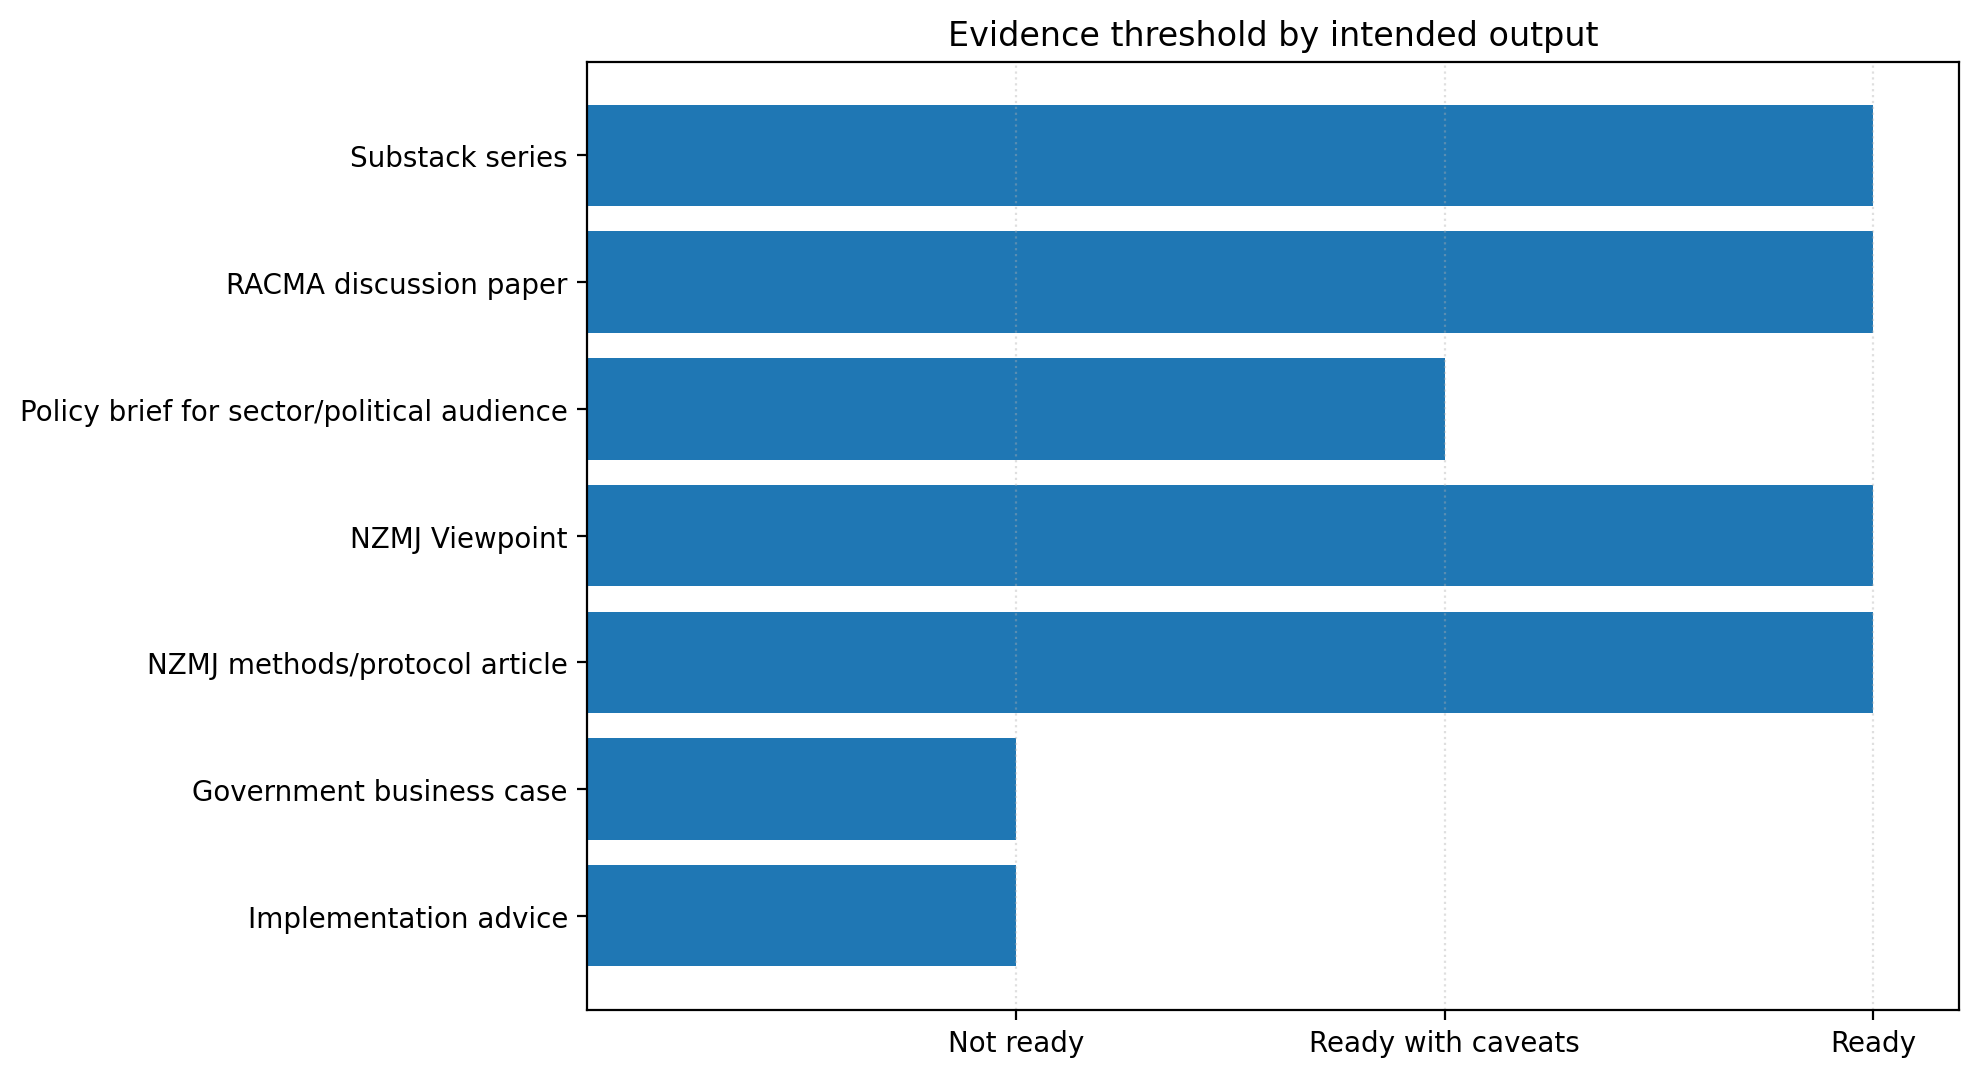 Evidence threshold by intended output
Substack series
RACMA discussion paper
Policy brief for sector/political audience
NZMJ Viewpoint
NZMJ methods/protocol article
Government business case
Implementation advice
Not ready
Ready with caveats
Ready